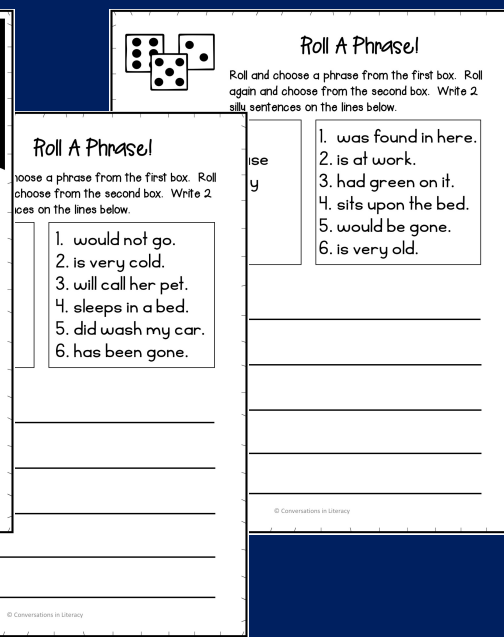 Roll A Phrase!
Roll and choose a phrase from the first box. Roll
again and choose from the second box. Write 2
silly sentences on the lines below.
1. was found in here.
2. is at work.
3. had green on it.
4. sits upon the bed.
5. would be gone.
6. is very old.
© Conversations in Literacy
Roll A Phrase!
a phrase from the first box. Roll
choose from the second box. Write 2
on the lines below.
1. would not go.
2. is very cold.
3. will call her pet.
4. sleeps in a bed.
5. did wash my car.
6. has been gone.
© Conversations in Literacy